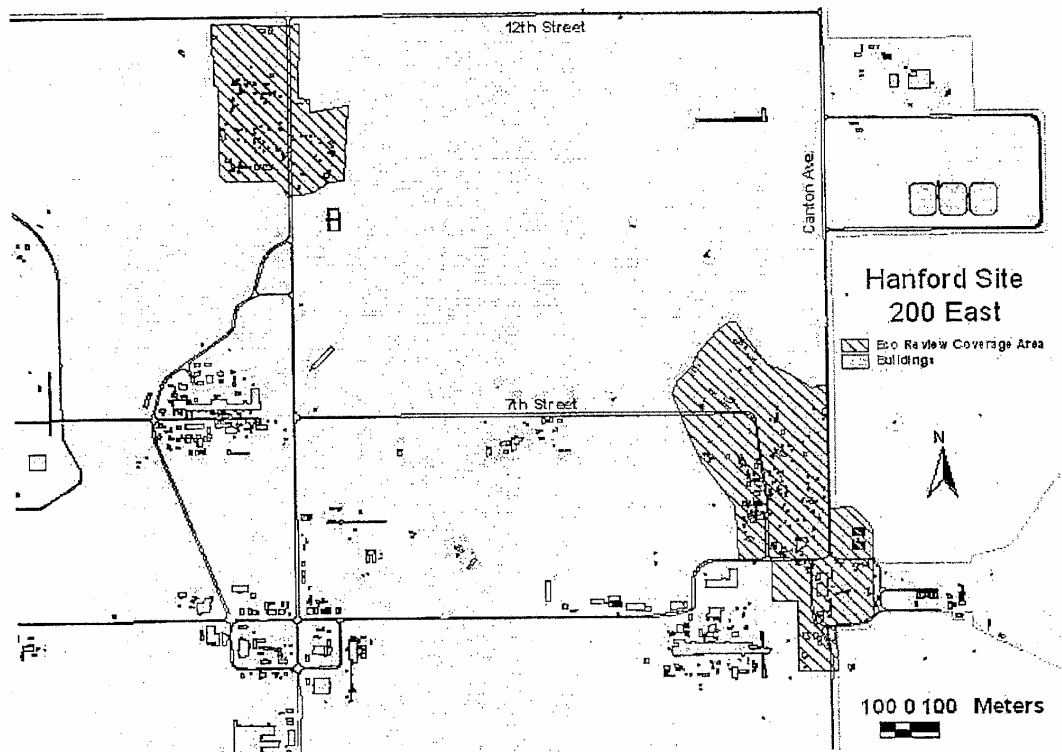 12th Street
Canton Ave.
Hanford Site
200 East
Eco Review Coverage Area
Buildings
7th Street
N
100 0 100 Meters